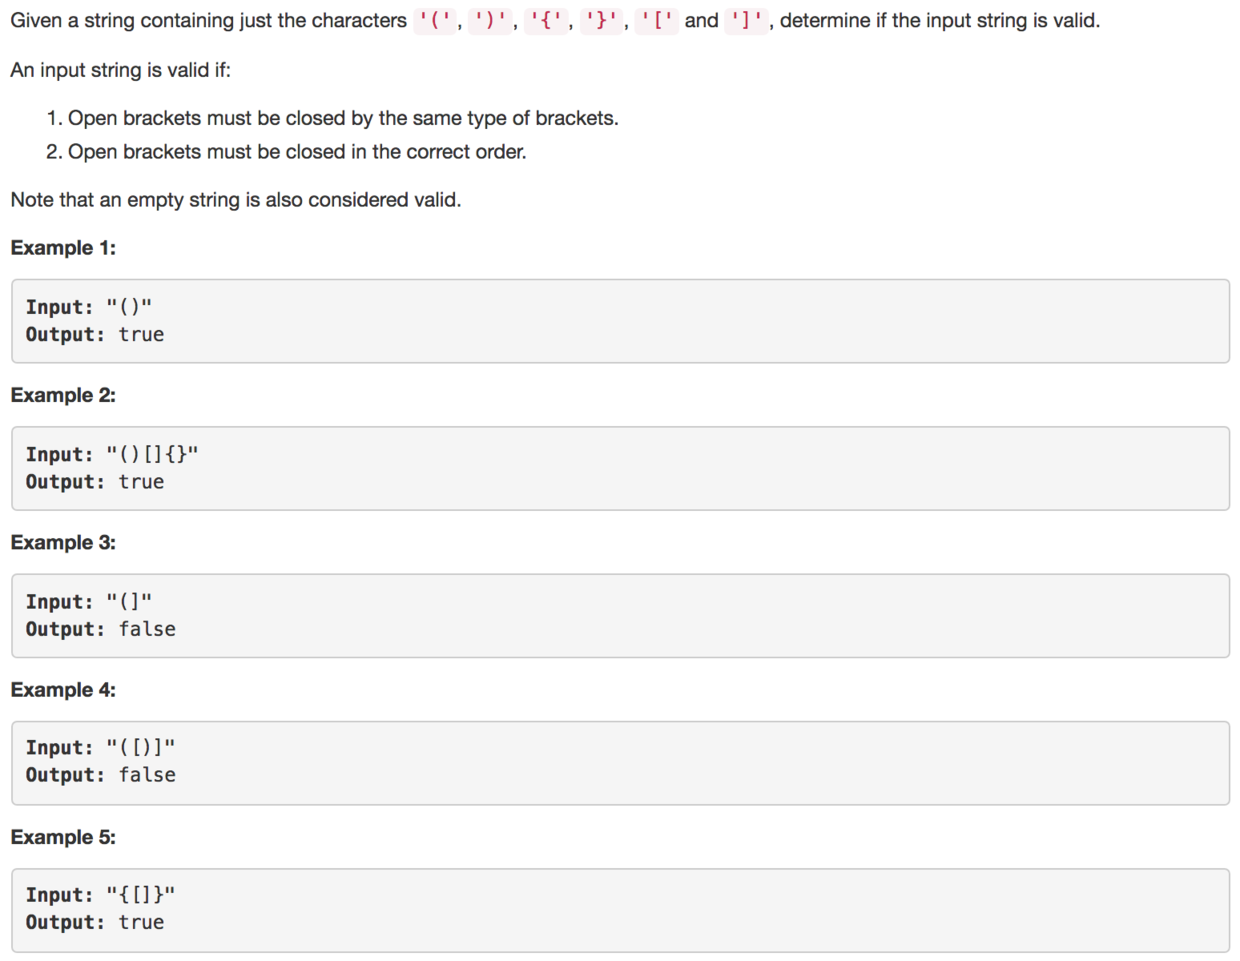 Given a string containing just the characters '(', ')', '{', '}', '[' and ']', determine if the input string is valid.
An input string is valid if:
1. Open brackets must be closed by the same type of brackets.
2. Open brackets must be closed in the correct order.
Note that an empty string is also considered valid.
Example 1:
Input: "()"
Output: true
Example 2:
Input: "()[]{}"
Output: true
Example 3:
Input: "(]"
Output: false
Example 4:
Input: "([)]"
Output: false
Example 5:
Input: "{[]}"
Output: true